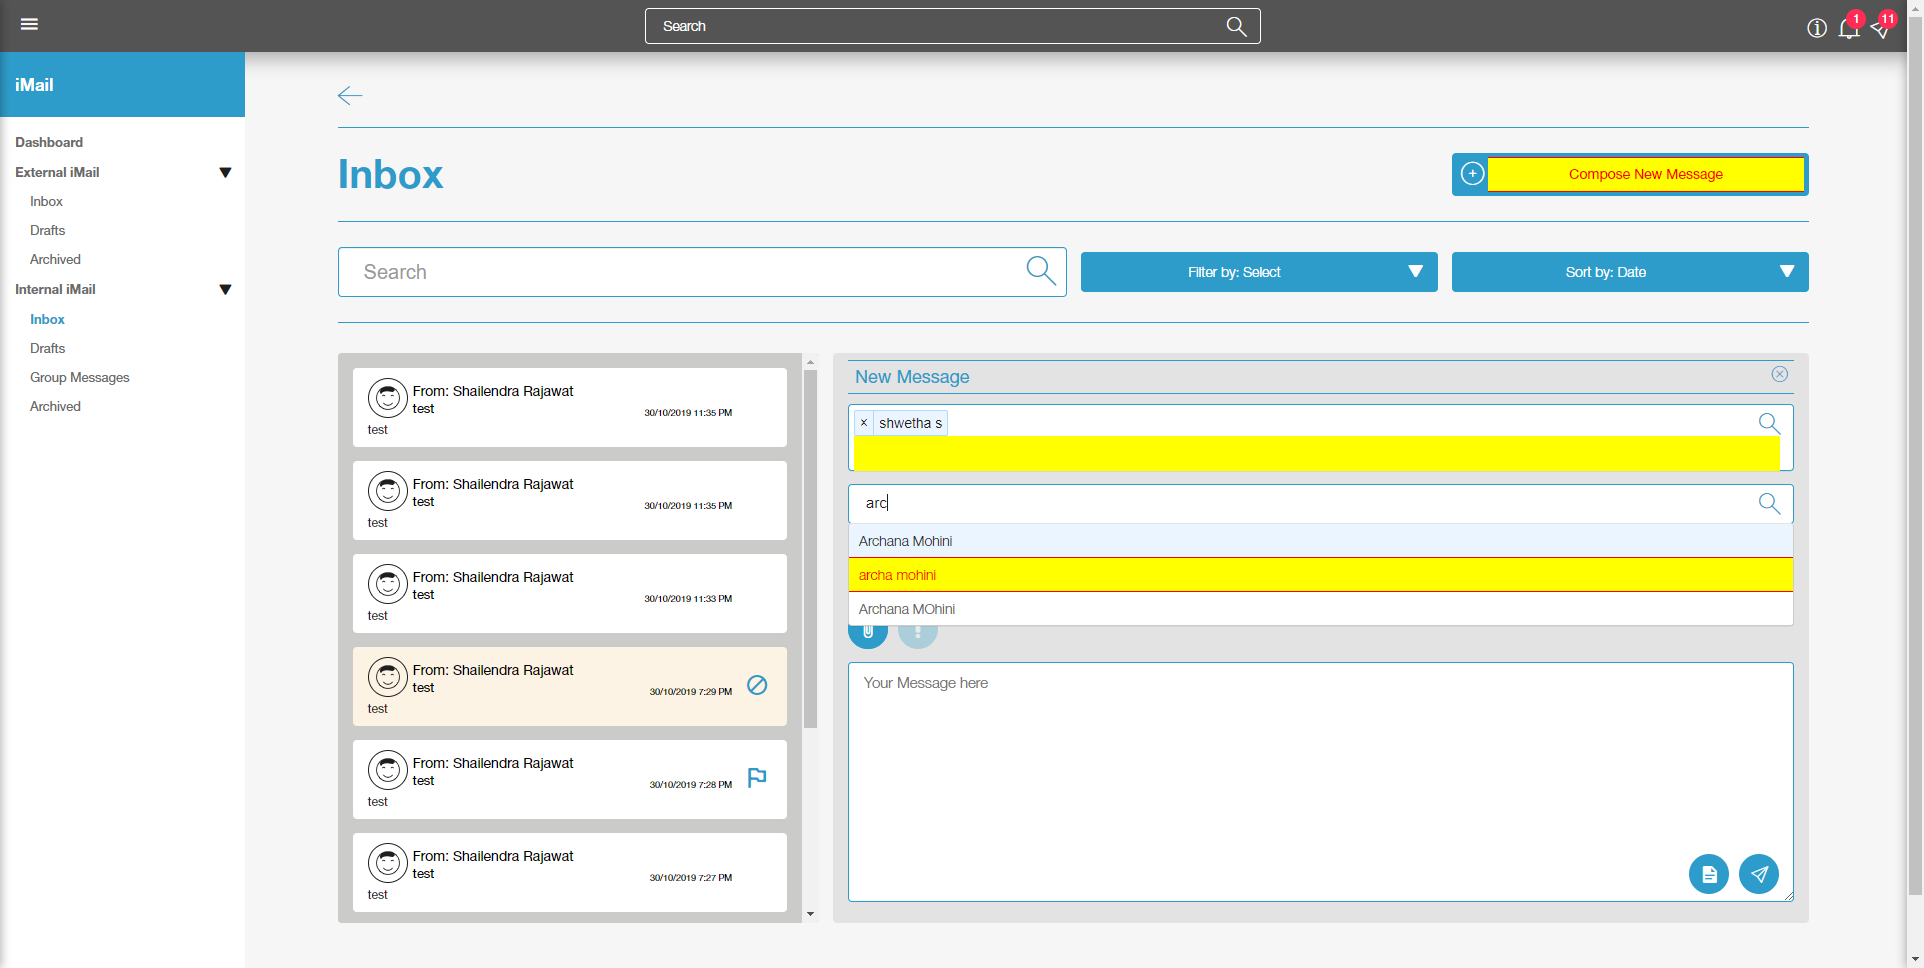 Search
1
11
iMail
Dashboard
External iMail
Inbox
Drafts
Archived
Internal iMail
Inbox
Drafts
Group Messages
Archived
Inbox
Compose New Message
Search
Filter by: Select
Sort by: Date
From: Shailendra Rajawat
test
30/10/2019 11:35 PM
test
From: Shailendra Rajawat
test
30/10/2019 11:35 PM
test
From: Shailendra Rajawat
test
30/10/2019 11:33 PM
test
From: Shailendra Rajawat
test
30/10/2019 7:29 PM
test
From: Shailendra Rajawat
test
30/10/2019 7:28 PM
test
From: Shailendra Rajawat
test
30/10/2019 7:27 PM
test
New Message
× shwetha s
arc
Archana Mohini
archa mohini
Archana MOhini
Your Message here